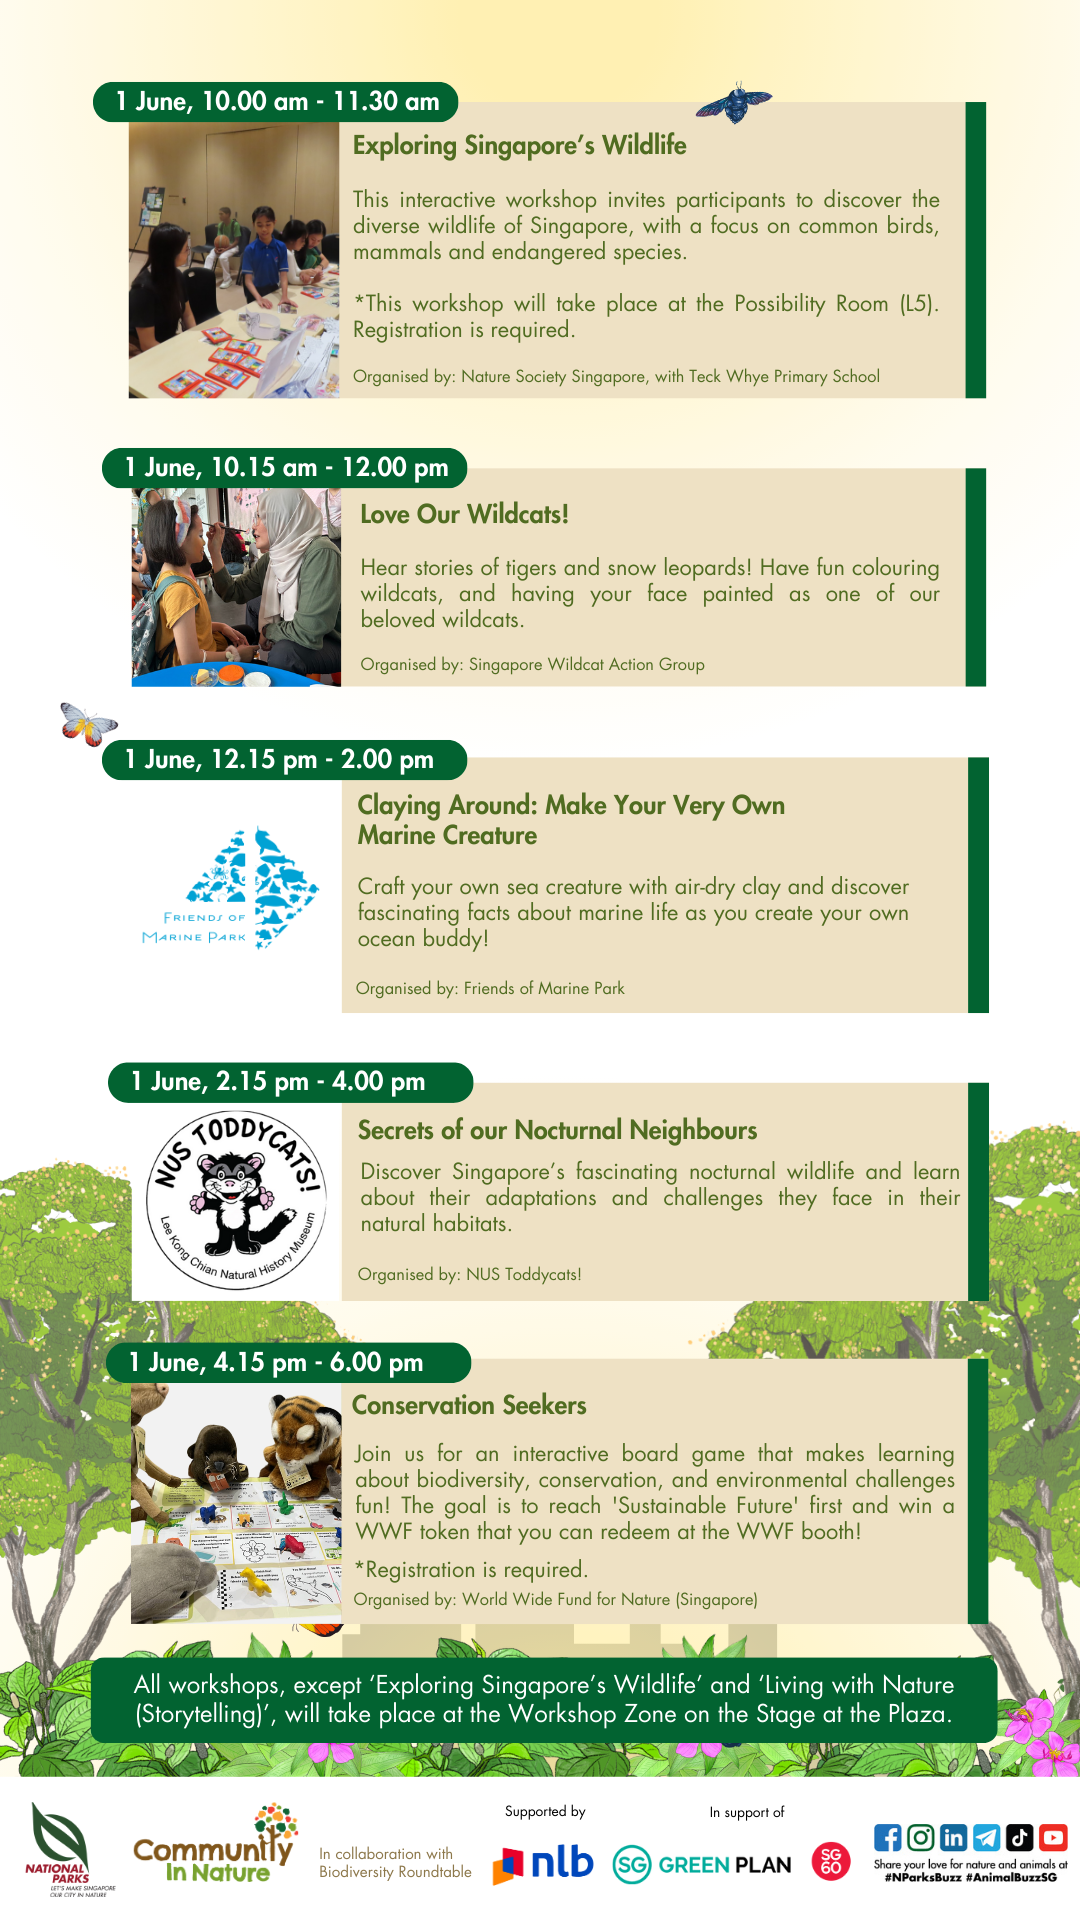 1 June, 10.00 am - 11.30 am
Exploring Singapore's Wildlife
This interactive workshop invites participants to discover the
diverse wildlife of Singapore, with a focus on common birds,
mammals and endangered species.
*This workshop will take place at the Possibility Room (L5).
Registration is required.
Organised by: Nature Society Singapore, with Teck Whye Primary School
1 June, 10.15 am - 12.00 pm
Love Our Wildcats!
Hear stories of tigers and snow leopards! Have fun colouring
wildcats, and having your face painted as one of our
beloved wildcats.
Organised by: Singapore Wildcat Action Group
1 June, 12.15 pm - 2.00 pm
FRIENDS OF
MARINE PARK
Claying Around: Make Your Very Own
Marine Creature
Craft your own sea creature with air-dry clay and discover
fascinating facts about marine life as you create your own
ocean buddy!
Organised by: Friends of Marine Park
1 June, 2.15 pm - 4.00 pm
NUS TODDYCATS!
Lee Kong Chian Natural History Museum
Secrets of our Nocturnal Neighbours
Discover Singapore's fascinating nocturnal wildlife and learn
about their adaptations and challenges they face in their
natural habitats.
Organised by: NUS Toddycats!
1 June, 4.15 pm - 6.00 pm
Conservation Seekers
Join us for an interactive board game that makes learning
about biodiversity, conservation, and environmental challenges
fun! The goal is to reach 'Sustainable Future' first and win a
WWF token that you can redeem at the WWF booth!
*Registration is required.
Organised by: World Wide Fund for Nature (Singapore)
All workshops, except ‘Exploring Singapore's Wildlife’ and ‘Living with Nature
(Storytelling)’, will take place at the Workshop Zone on the Stage at the Plaza.
NATIONAL
PARKS
LET'S MAKE SINGAPORE
OUR CITY IN NATURE
Community
In Nature
In collaboration with
Biodiversity Roundtable
Supported by
nlb
In support of
SG GREEN PLAN
SG
60
Share your love for nature and animals at
#NParksBuzz #AnimalBuzzSG